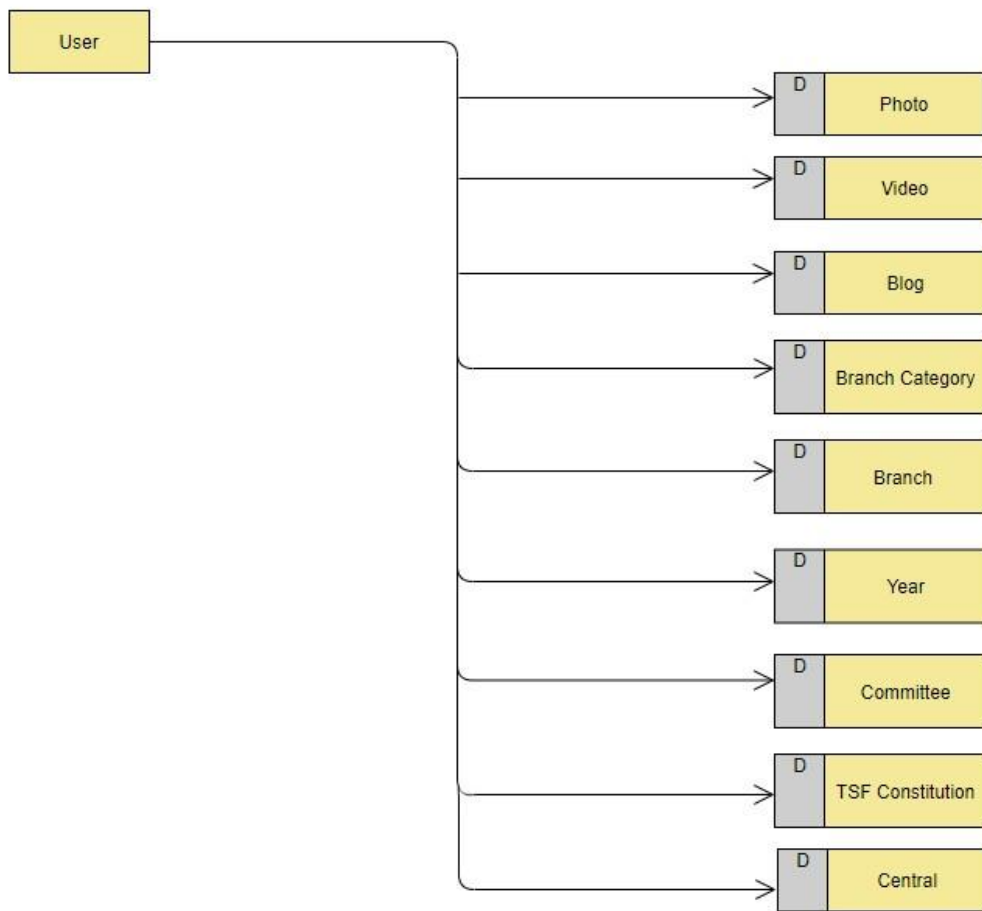 User
D
Photo
D
Video
D
Blog
D
Branch Category
D
Branch
D
Year
D
Committee
D
TSF Constitution
D
Central